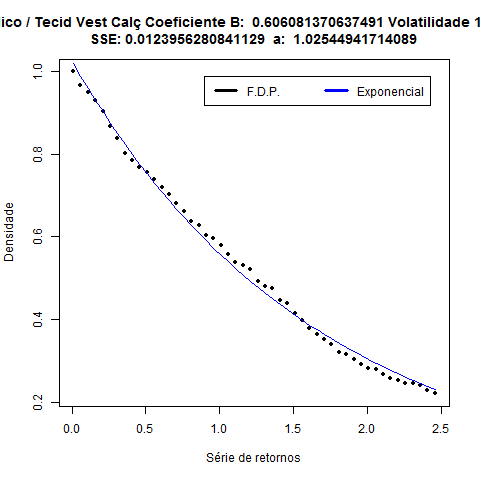 ico / Tecid Vest Calç Coeficiente B: 0.606081370637491 Volatilidade 1
SSE: 0.0123956280841129 a: 1.02544941714089
F.D.P.
Exponencial
Densidade
1.0
0.8
0.6
0.4
0.2
0.0
0.5
1.0
1.5
2.0
2.5
Série de retornos